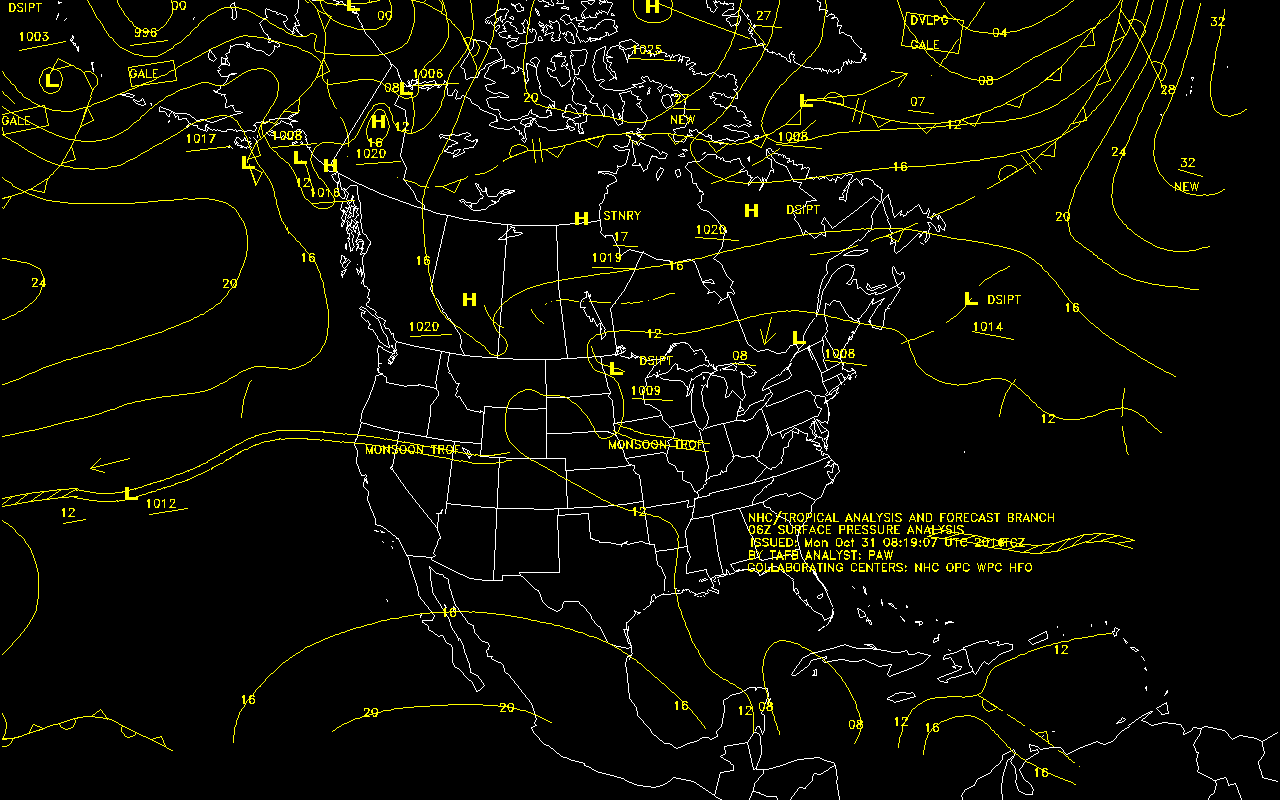 DSIPT
00
L
00
H
27
DVLPG
GALE
04
32
1003
996
1025
L
GALE
1006
08
L
08
28
GALE
20
27
NEW
L
07
12
H
12
16
1020
1017
1008
1008
L
L
H
12
1018
16
24
32
NEW
H
STNRY
17
1019
H
DSIPT
1020
20
16
16
16
24
20
H
1020
L
DSIPT
1014
16
12
L
1008
08
DSIPT
L
1009
12
MONSOON TROF
MONSOON TROF
L
1012
12
12
NHC/TROPICAL ANALYSIS AND FORECAST BRANCH
06Z SURFACE PRESSURE ANALYSIS
ISSUED: Mon Oct 31 08:19:07 UTC
BY TAFB ANALYST: PAW
COLLABORATING CENTERS: NHC OPC WPC HFO
16
12
16
20
20
16
12
08
08
12
16
16